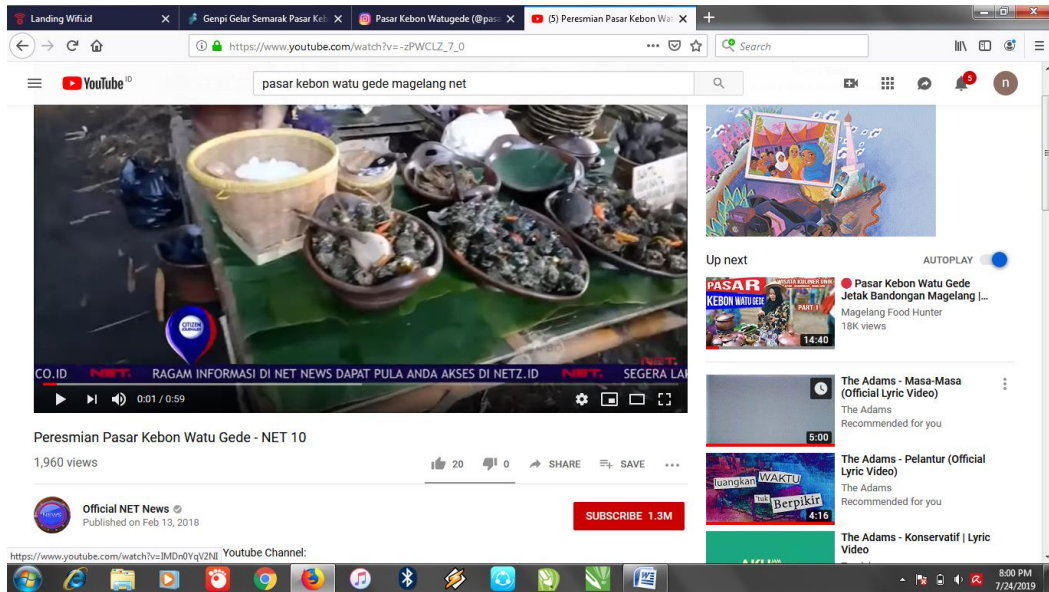 Landing Wifi.id
Genpi Gelar Semarak Pasar Keb
Pasar Kebon Watugede (@pasa
(5) Peresmian Pasar Kebon Wat
https://www.youtube.com/watch?v=-zPWCLZ_7_0
Search
YouTube ID
pasar kebon watu gede magelang net
5
n
CITIZEN
CO.ID NET. RAGAM INFORMASI DI NET NEWS DAPAT PULA ANDA AKSES DI NETZ.ID NET. SEGERA LA
0:01 / 0:59
Peresmian Pasar Kebon Watu Gede - NET 10
1,960 views
20
0
SHARE
SAVE
Official NET News
Published on Feb 13, 2018
SUBSCRIBE 1.3M
Youtube Channel:
https://www.youtube.com/watch?v=IMDn0YqV2NI
Up next
AUTOPLAY
PASAR
KEBON WATU GEDE
WISATA KULINER UNIK
PART-1
14:40
Pasar Kebon Watu Gede
Jetak Bandongan Magelang |...
Magelang Food Hunter
18K views
5:00
The Adams - Masa-Masa
(Official Lyric Video)
The Adams
Recommended for you
luangkan WAKTU
tuk Berpikir
4:16
The Adams - Pelantur (Official
Lyric Video)
The Adams
Recommended for you
The Adams - Konservatif | Lyric
Video
8:00 PM
7/24/2019